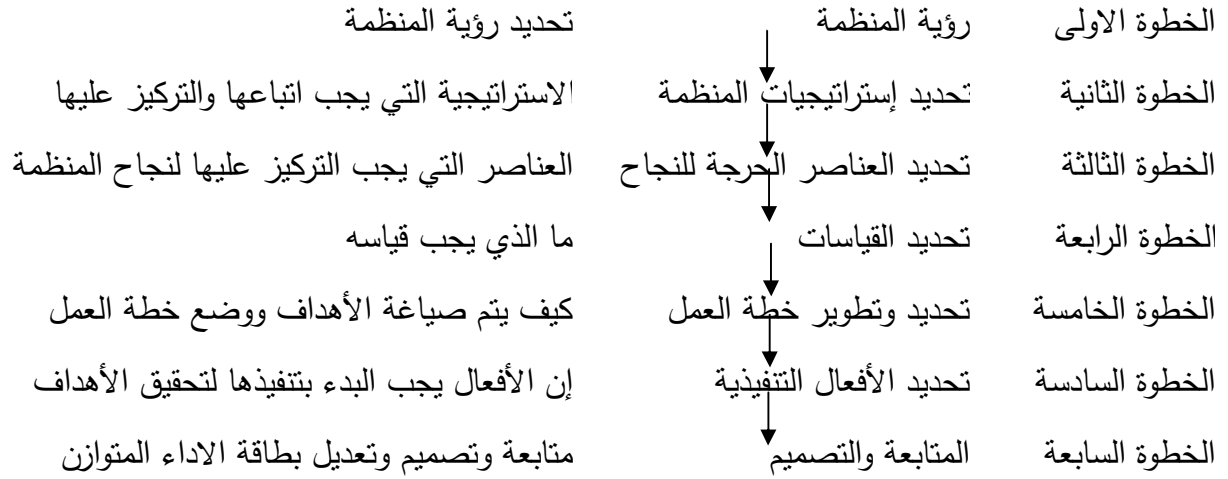 الخطوة الاولى رؤية المنظمة تحديد رؤية المنظمة
الخطوة الثانية تحديد إستراتيجيات المنظمة الاستراتيجية التي يجب اتباعها والتركيز عليها
الخطوة الثالثة تحديد العناصر الحرجة للنجاح العناصر التي يجب التركيز عليها لنجاح المنظمة
الخطوة الرابعة تحديد القياسات ما الذي يجب قياسه
الخطوة الخامسة تحديد وتطوير خطة العمل كيف يتم صياغة الأهداف ووضع خطة العمل
الخطوة السادسة تحديد الأفعال التنفيذية إن الأفعال يجب البدء بتنفيذها لتحقيق الأهداف
الخطوة السابعة المتابعة والتصميم متابعة وتصميم وتعديل بطاقة الاداء المتوازن